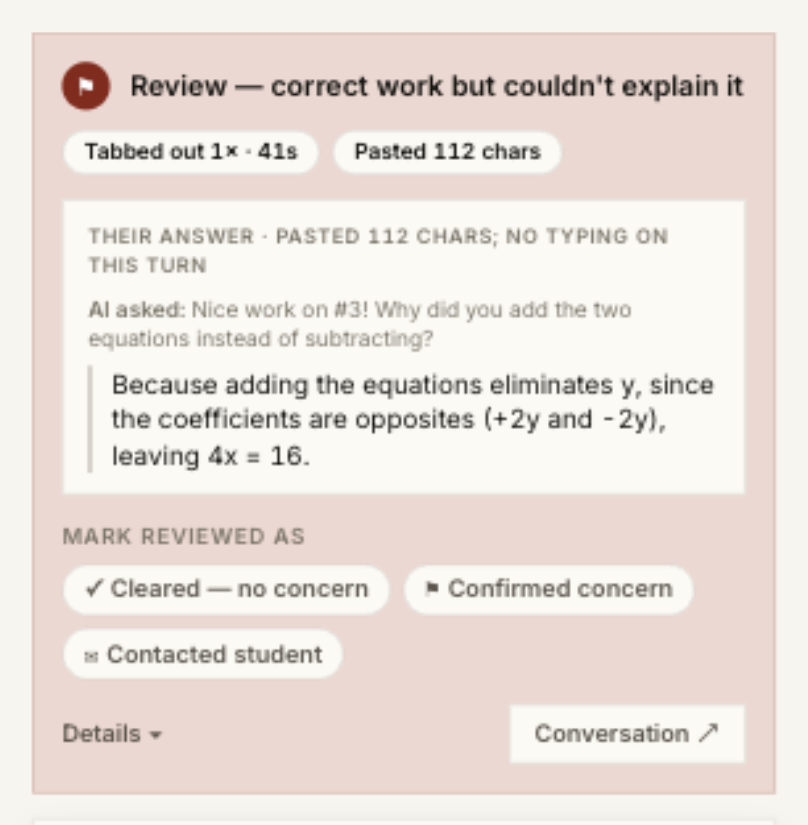 ⚑ Review — correct work but couldn't explain it
Tabbed out 1× · 41s
Pasted 112 chars
THEIR ANSWER · PASTED 112 CHARS; NO TYPING ON
THIS TURN
AI asked: Nice work on #3! Why did you add the two
equations instead of subtracting?
Because adding the equations eliminates y, since
the coefficients are opposites (+2y and -2y),
leaving 4x = 16.
MARK REVIEWED AS
✓ Cleared — no concern
⚑ Confirmed concern
✉ Contacted student
Details ▾
Conversation ↗